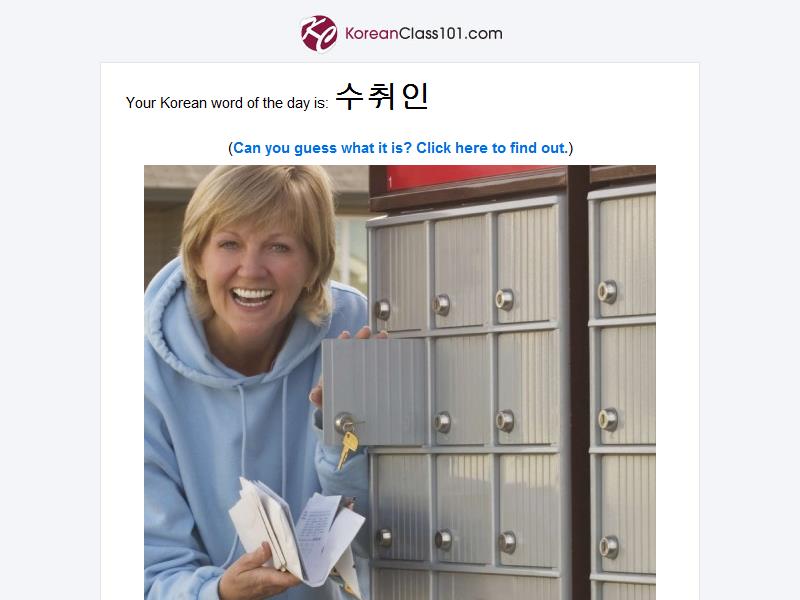 KoreanClass101.com
Your Korean word of the day is: 수취인
(Can you guess what it is? Click here to find out.)